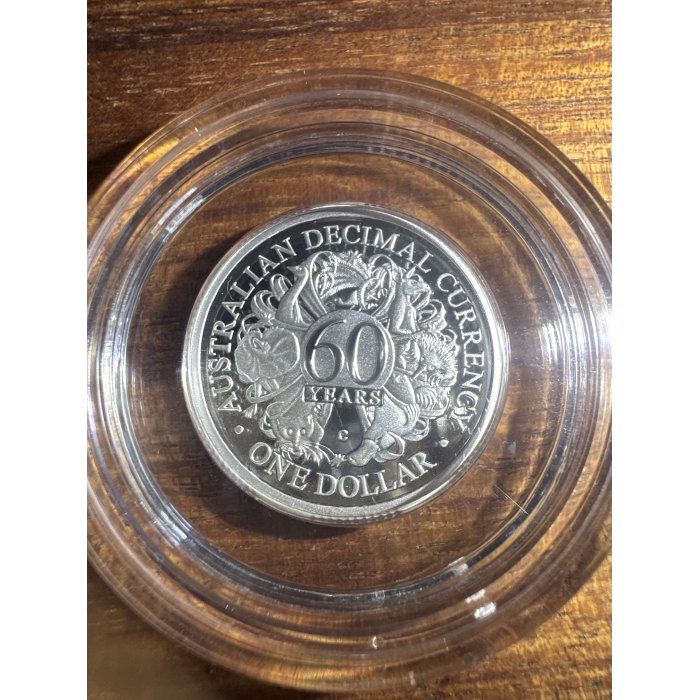 AUSTRALIAN DECIMAL CURRENCY
60
YEARS
C
ONE DOLLAR